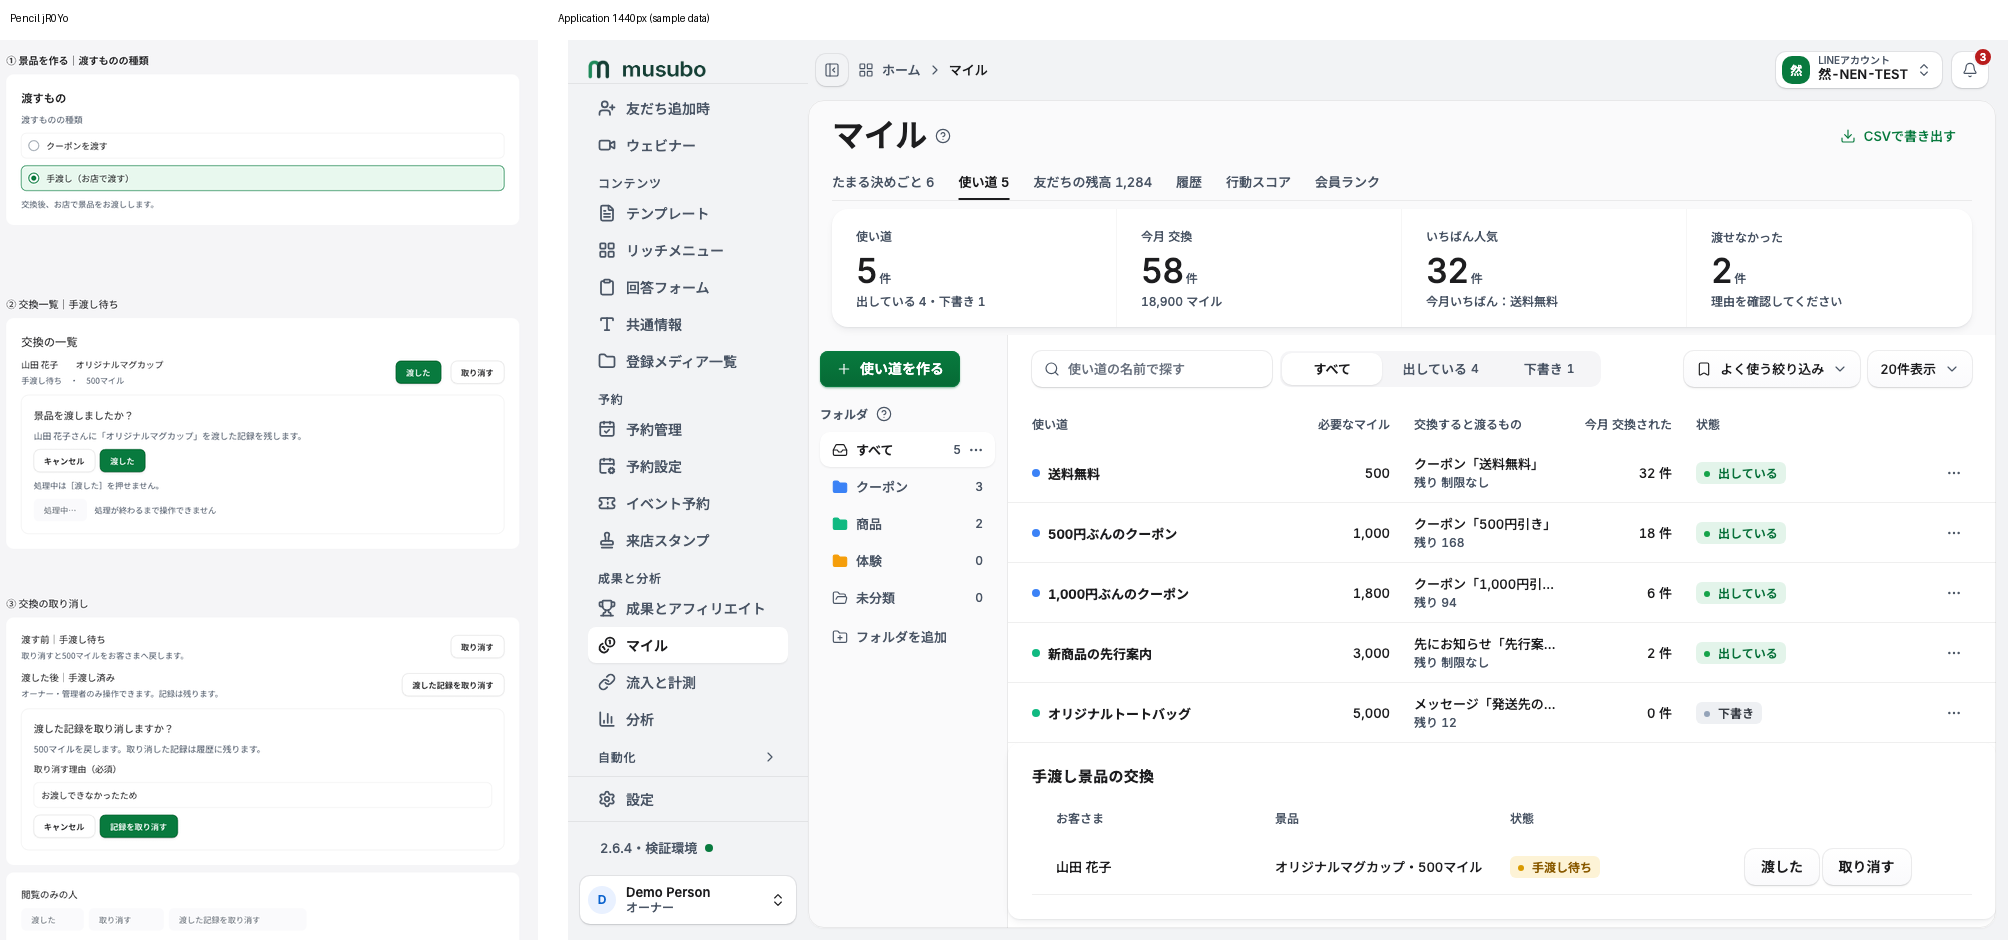 Pencil jR0Yo
① 景品を作る｜渡すものの種類
渡すもの
渡すものの種類
クーポンを渡す
手渡し（お店で渡す）
交換後、お店で景品をお渡しします。
② 交換一覧｜手渡し待ち
交換の一覧
山田 花子 オリジナルマグカップ
手渡し待ち ・ 500マイル
渡した 取り消す
景品を渡しましたか？
山田 花子さんに「オリジナルマグカップ」を渡した記録を残します。
キャンセル 渡した
処理中は［渡した］を押せません。
処理中… 処理が終わるまで操作できません
③ 交換の取り消し
渡す前｜手渡し待ち
取り消すと500マイルをお客さまへ戻します。
取り消す
渡した後｜手渡し済み
オーナー・管理者のみ操作できます。記録は残ります。
渡した記録を取り消す
渡した記録を取り消しますか？
500マイルを戻します。取り消した記録は履歴に残ります。
取り消す理由（必須）
お渡しできなかったため
キャンセル 記録を取り消す
閲覧のみの人
渡した 取り消す 渡した記録を取り消す
Application 1440px (sample data)
musubo
友だち追加時
ウェビナー
コンテンツ
テンプレート
リッチメニュー
回答フォーム
共通情報
登録メディア一覧
予約
予約管理
予約設定
イベント予約
来店スタンプ
成果と分析
成果とアフィリエイト
マイル
流入と計測
分析
自動化
設定
2.6.4・検証環境
D
Demo Person
オーナー
ホーム マイル
然
LINEアカウント
然-NEN-TEST
3
マイル
CSVで書き出す
たまる決めごと 6 使い道 5 友だちの残高 1,284 履歴 行動スコア 会員ランク
使い道
5 件
出している 4・下書き 1
今月 交換
58 件
18,900 マイル
いちばん人気
32 件
今月いちばん：送料無料
渡せなかった
2 件
理由を確認してください
使い道を作る
フォルダ
すべて 5
クーポン 3
商品 2
体験 0
未分類 0
フォルダを追加
使い道の名前で探す
すべて 出している 4 下書き 1
よく使う絞り込み
20件表示
使い道 必要なマイル 交換すると渡るもの 今月 交換された 状態
送料無料 500 クーポン「送料無料」 32 件 出している
残り 制限なし
500円ぶんのクーポン 1,000 クーポン「500円引き」 18 件 出している
残り 168
1,000円ぶんのクーポン 1,800 クーポン「1,000円引… 6 件 出している
残り 94
新商品の先行案内 3,000 先にお知らせ「先行案… 2 件 出している
残り 制限なし
オリジナルトートバッグ 5,000 メッセージ「発送先の… 0 件 下書き
残り 12
手渡し景品の交換
お客さま 景品 状態
山田 花子 オリジナルマグカップ・500マイル 手渡し待ち 渡した 取り消す